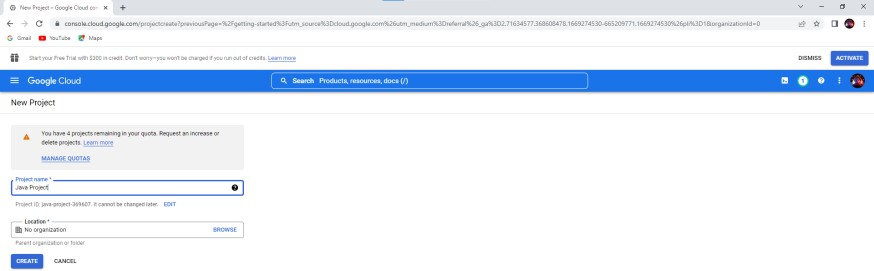 Start your Free Trail – Google Cloud con
console.cloud.google.com/projectcreate?previousPage=%2Fgetting-started%3Futm_source%3Dcloud.google.com%26utm_medium%3Dreferral%26_ga%3D2.71634577.368608478.1669274530-665209771.1669274530%26pli%3D1&organizationId=0
Gmail YouTube Maps
Start your Free Trial with $300 in credit. Don't worry—you won't be charged if you run out of credits. Learn more DISMISS ACTIVATE
Google Cloud Search Products, resources, docs (/) 1
New Project
You have 4 projects remaining in your quota. Request an increase or
delete projects. Learn more
MANAGE QUOTAS
Project name *
Java Project
Project ID: java-project-369607. It cannot be changed later. EDIT
Location *
No organization BROWSE
Parent organization or folder
CREATE CANCEL